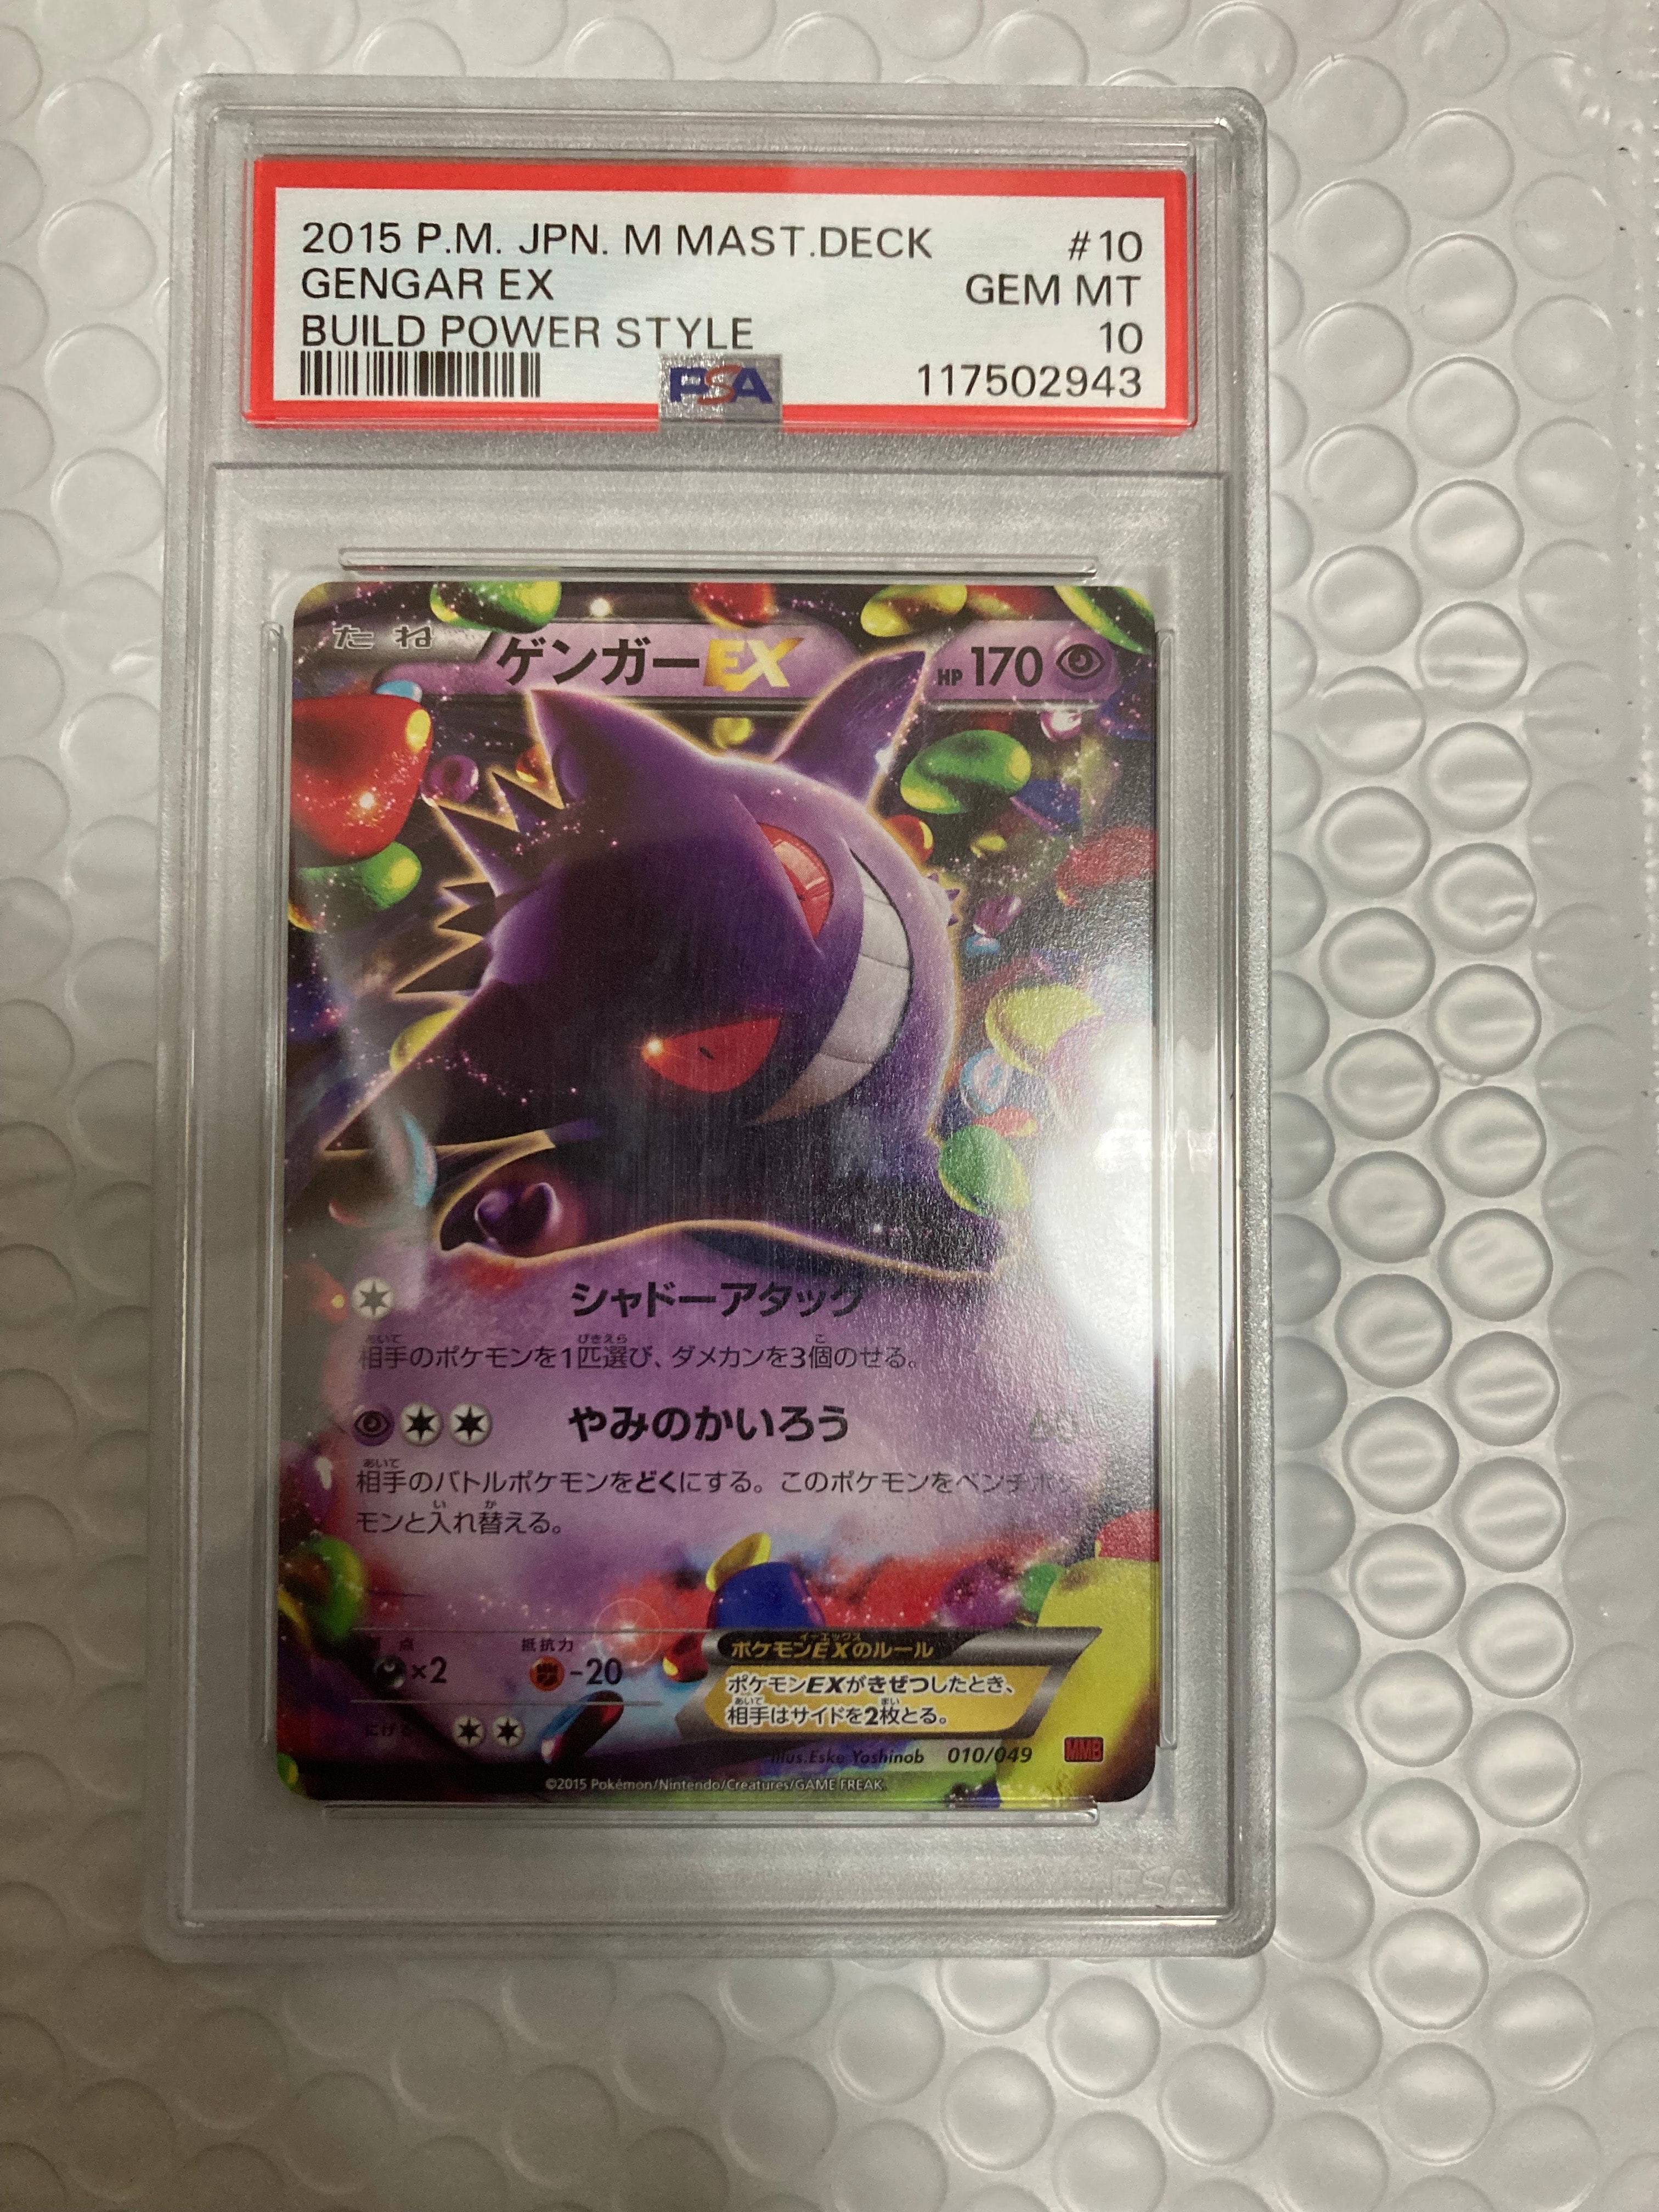 2015 P.M. JPN. M MAST.DECK #10
GENGAR EX GEM MT
BUILD POWER STYLE 10
PSA 117502943
たね ゲンガーEX HP170
シャドーアタック
相手のポケモンを1匹選び、ダメカンを3個のせる。
やみのかいろう 60
相手のバトルポケモンをどくにする。このポケモンをベンチポケ
モンと入れ替える。
点 ×2 抵抗力 -20
にげ
ポケモンEXのルール
ポケモンEXがきぜつしたとき、
相手はサイドを2枚とる。
Illus.Eske Yoshinob 010/049 MMB
©2015 Pokémon/Nintendo/Creatures/GAME FREAK.
PSA